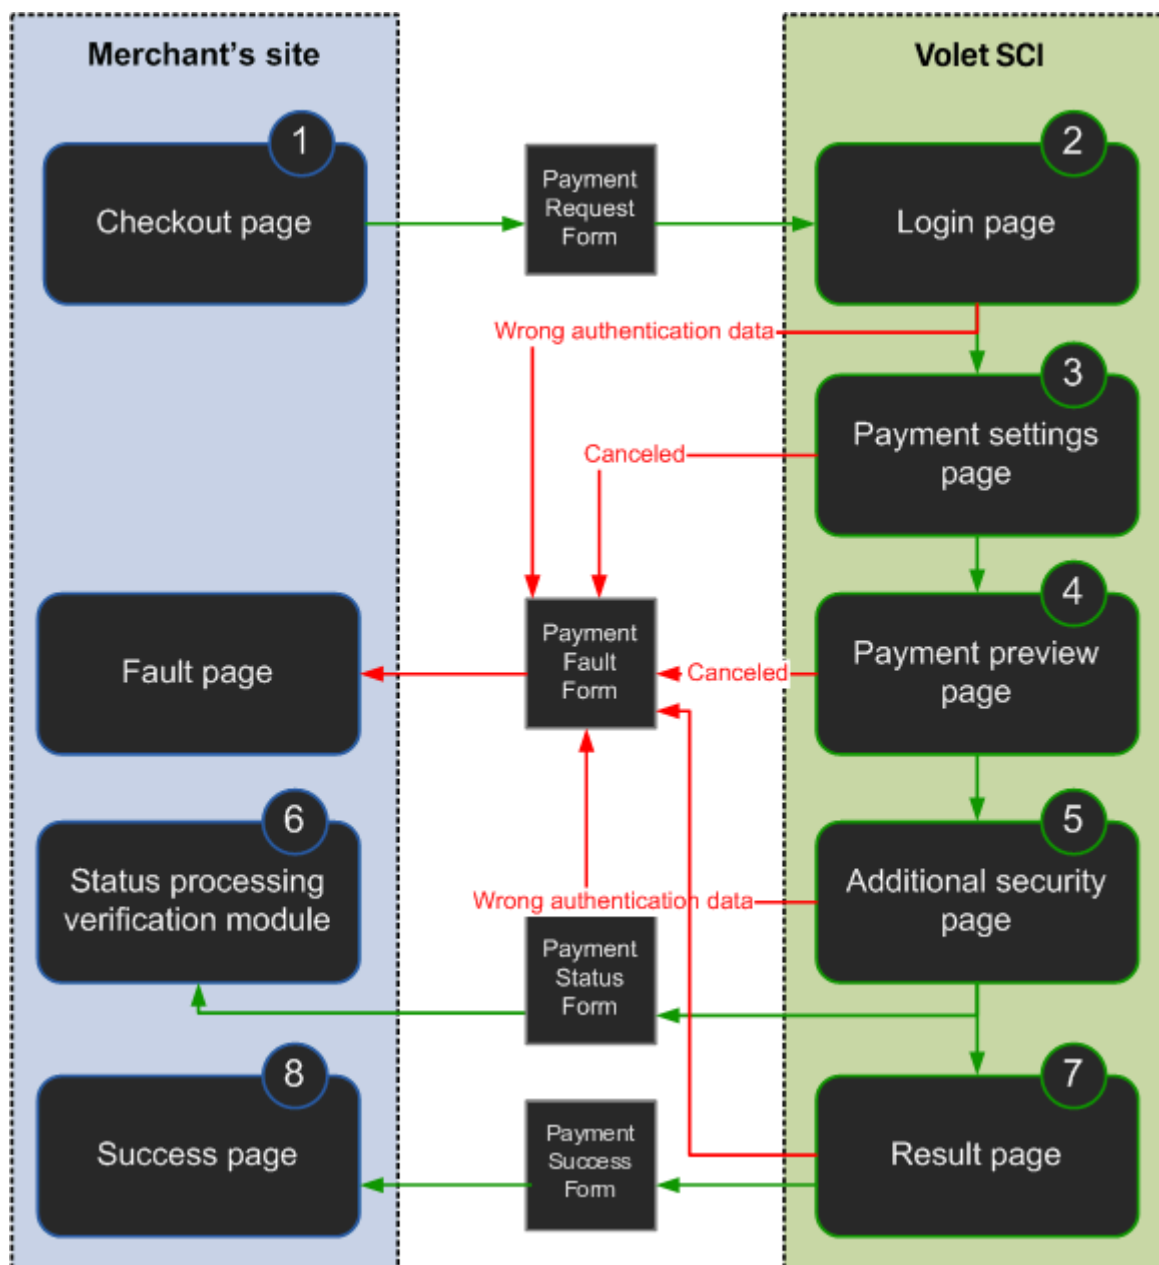 Merchant's site
Volet SCI
1
Checkout page
Payment
Request
Form
2
Login page
Wrong authentication data
3
Payment settings
page
Canceled
4
Payment preview
page
Canceled
Payment
Fault
Form
Fault page
5
Additional security
page
Wrong authentication data
6
Status processing
verification module
Payment
Status
Form
7
Result page
Payment
Success
Form
8
Success page